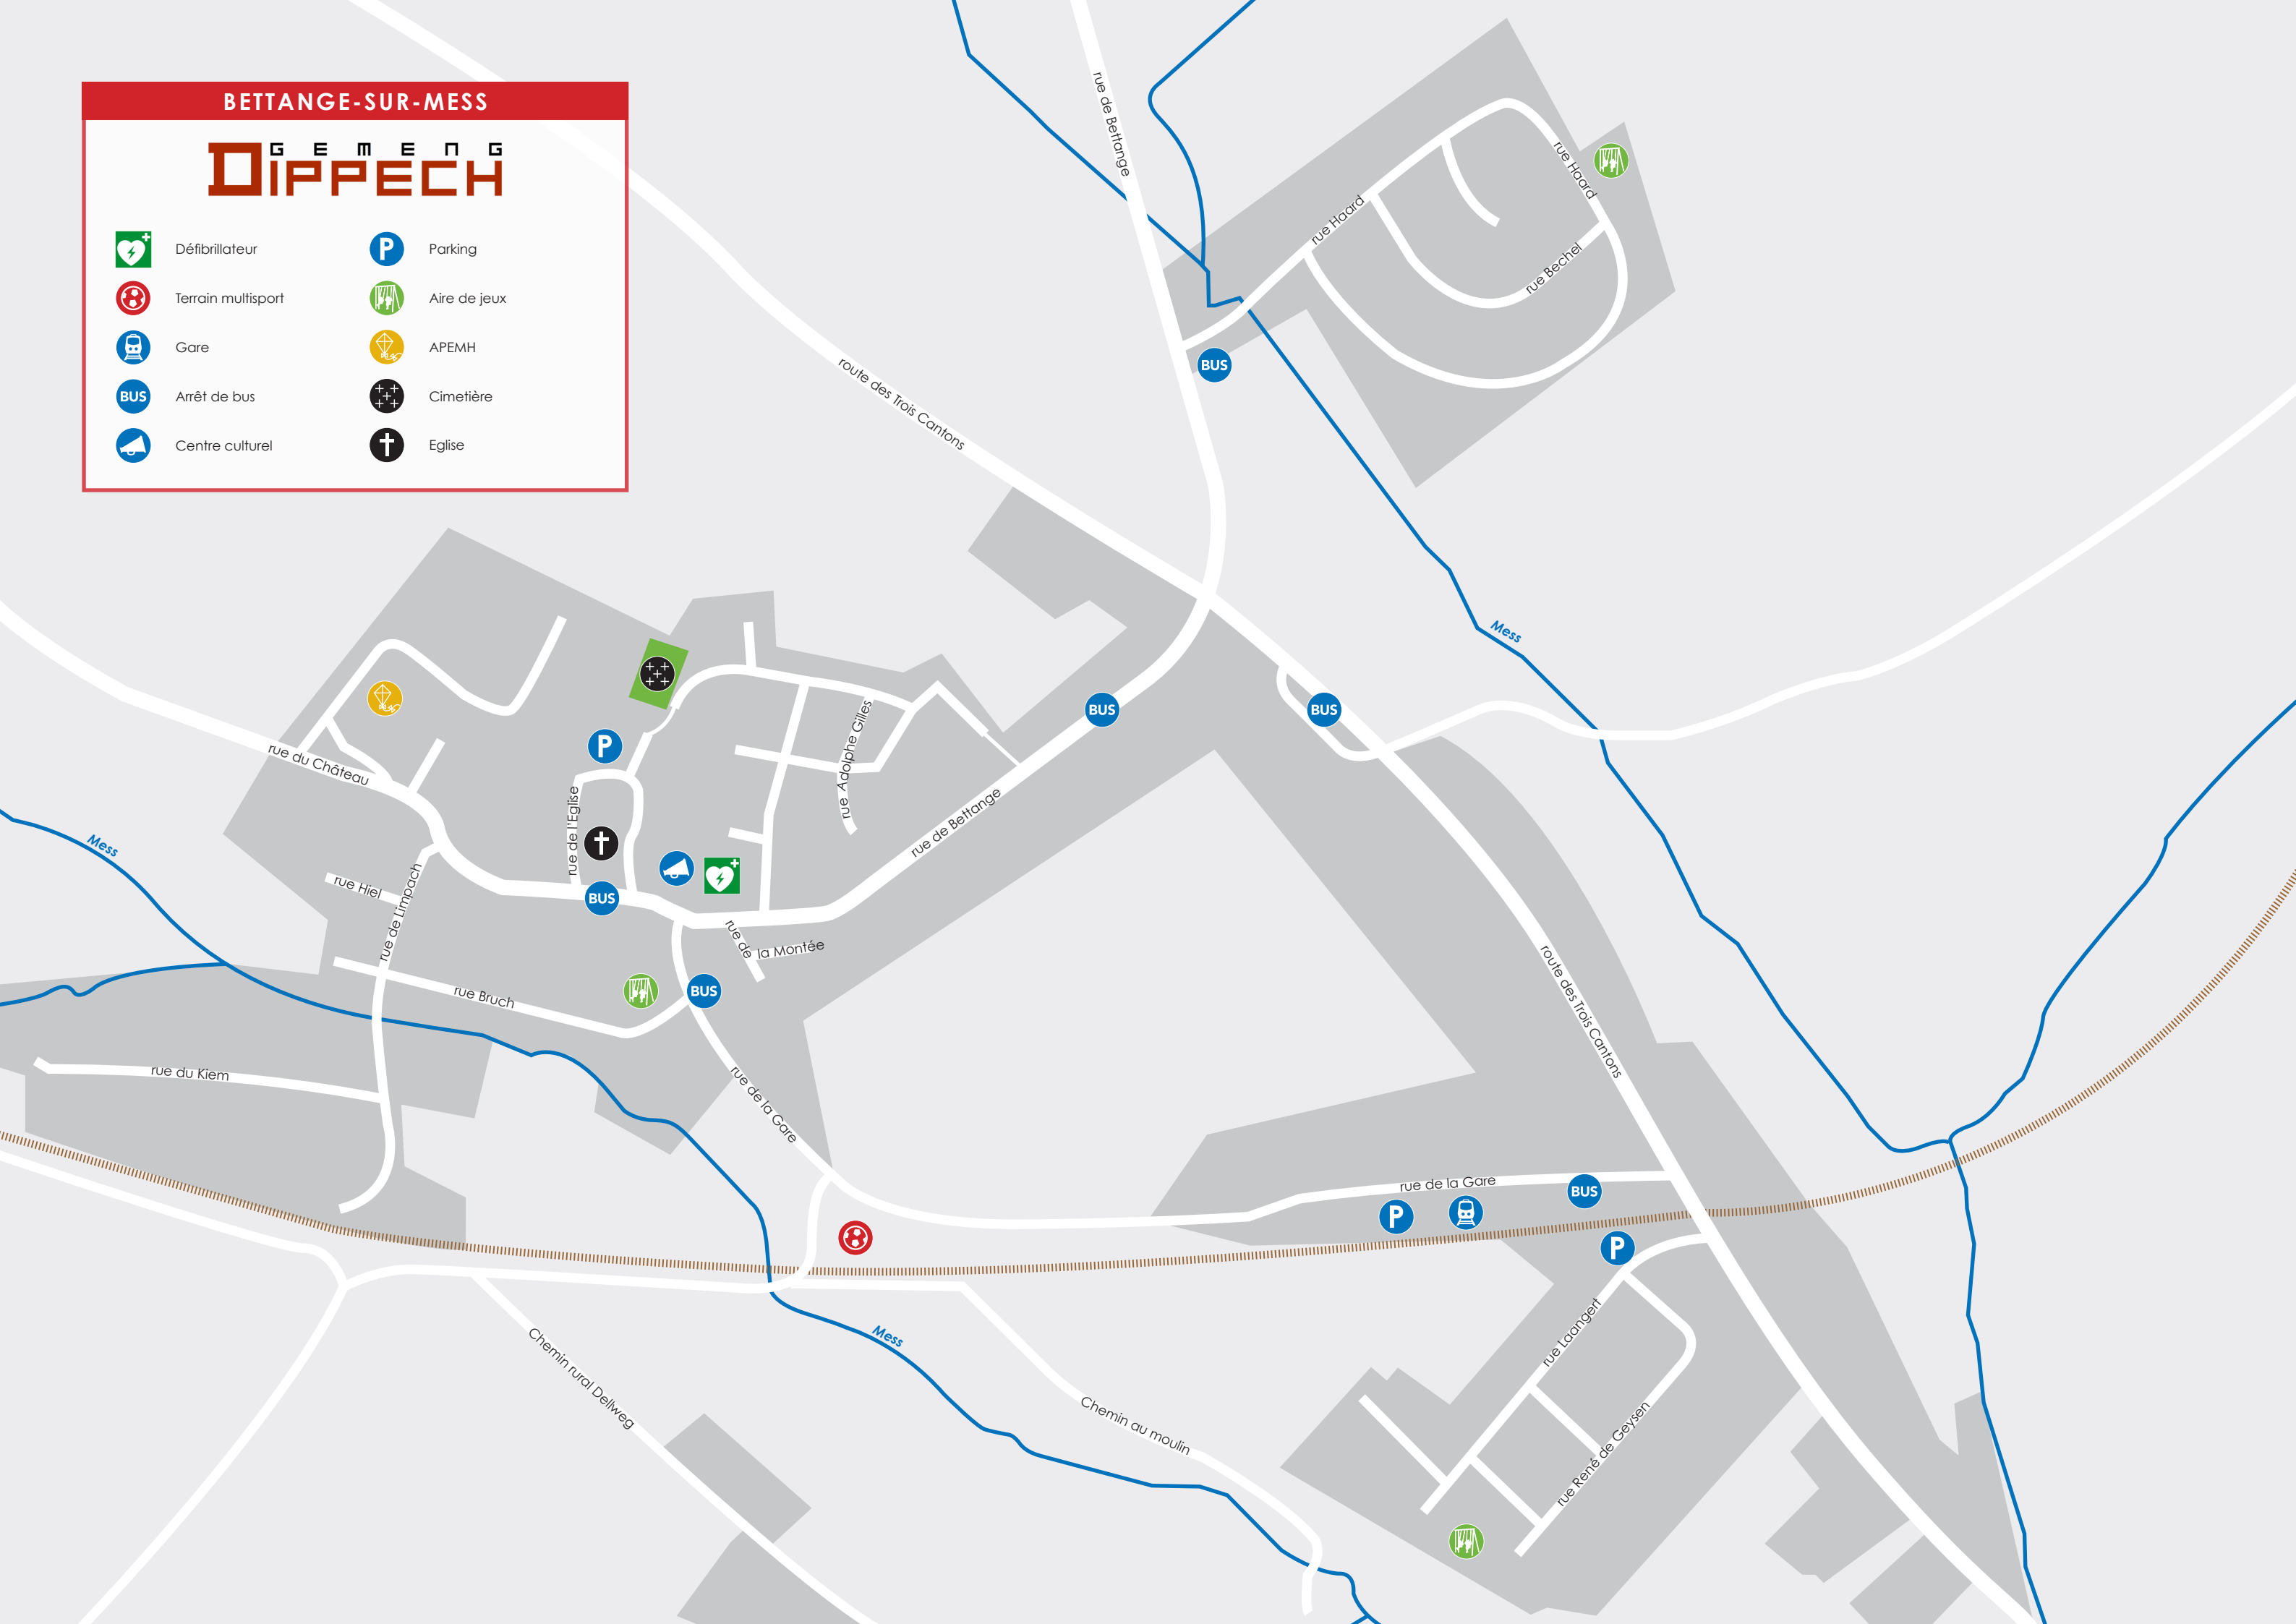 BETTANGE-SUR-MESS
GEMENG
DIPPECH
Défibrillateur
Parking
Terrain multisport
Aire de jeux
Gare
APEMH
BUS
Arrêt de bus
Cimetière
Centre culturel
Eglise
P
rue de Bettange
rue Haard
rue Haard
rue Bechel
BUS
route des Trois Cantons
Mess
rue du Château
P
BUS
BUS
rue Adolphe Gilles
rue de l'Eglise
rue de Bettange
Mess
rue Hiel
rue de Limpach
BUS
rue de la Montée
rue Bruch
BUS
route des Trois Cantons
rue du Kiem
rue de la Gare
rue de la Gare
BUS
P
P
Mess
rue Laangert
Chemin rural Dellweg
Chemin au moulin
rue René de Geysen